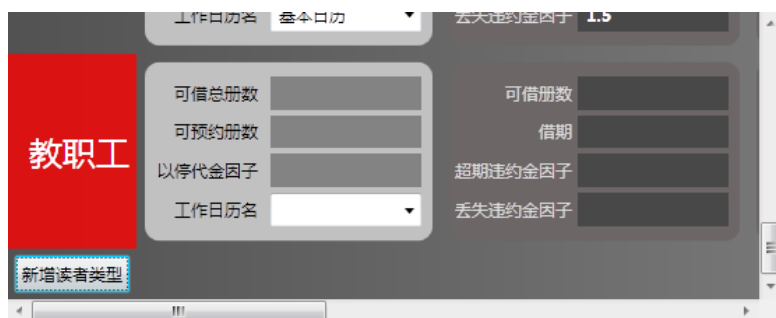 工作日历名 基本日历 丢失违约金因子 1.5
教职工
可借总册数 可借册数
可预约册数 借期
以停代金因子 超期违约金因子
工作日历名 丢失违约金因子
新增读者类型